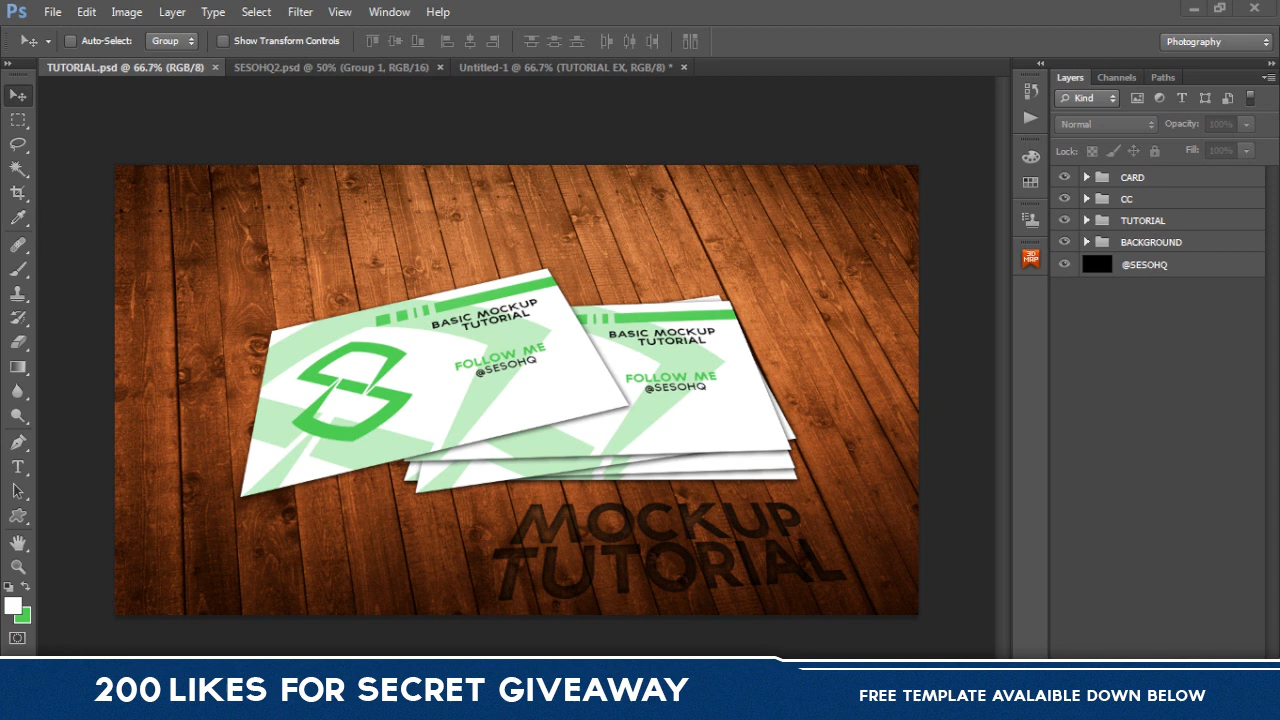 Ps File Edit Image Layer Type Select Filter View Window Help
Auto-Select: Group Show Transform Controls Photography
TUTORIAL.psd @ 66.7% (RGB/8) × SESOHQ2.psd @ 50% (Group 1, RGB/16) × Untitled-1 @ 66.7% (TUTORIAL EX, RGB/8) * ×
Layers Channels Paths
Kind
Normal Opacity: 100%
Lock: Fill: 100%
CARD
CC
TUTORIAL
BACKGROUND
@SESOHQ
3D
MAP
BASIC MOCKUP
TUTORIAL
FOLLOW ME
@SESOHQ
BASIC MOCKUP
TUTORIAL
FOLLOW ME
@SESOHQ
MOCKUP
TUTORIAL
200 LIKES FOR SECRET GIVEAWAY
FREE TEMPLATE AVALAIBLE DOWN BELOW